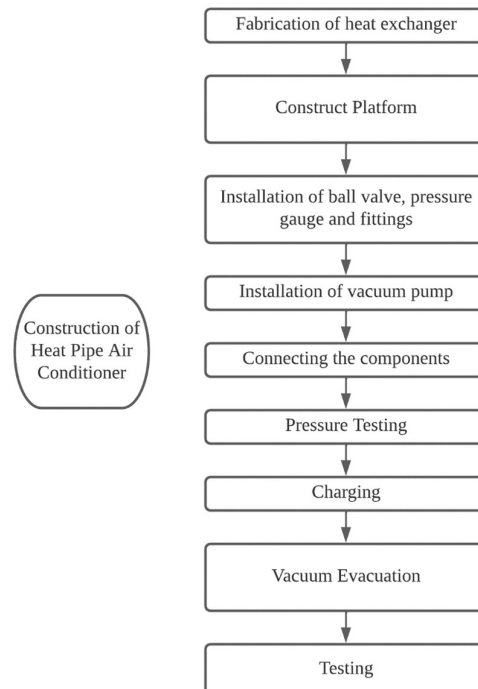 Fabrication of heat exchanger
Construct Platform
Installation of ball valve, pressure
gauge and fittings
Installation of vacuum pump
Construction of
Heat Pipe Air
Conditioner
Connecting the components
Pressure Testing
Charging
Vacuum Evacuation
Testing